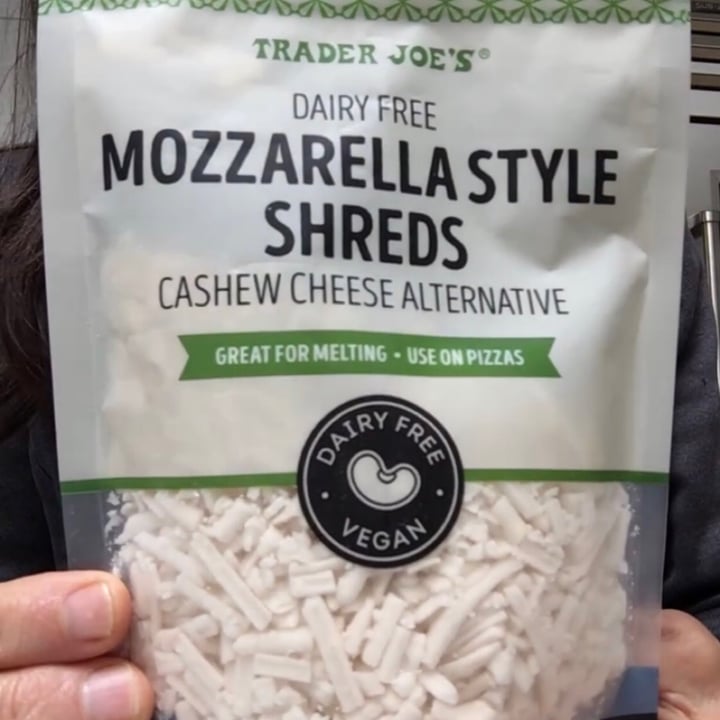 TRADER JOE'S®
DAIRY FREE
MOZZARELLA STYLE
SHREDS
CASHEW CHEESE ALTERNATIVE
GREAT FOR MELTING • USE ON PIZZAS
DAIRY FREE
• •
VEGAN